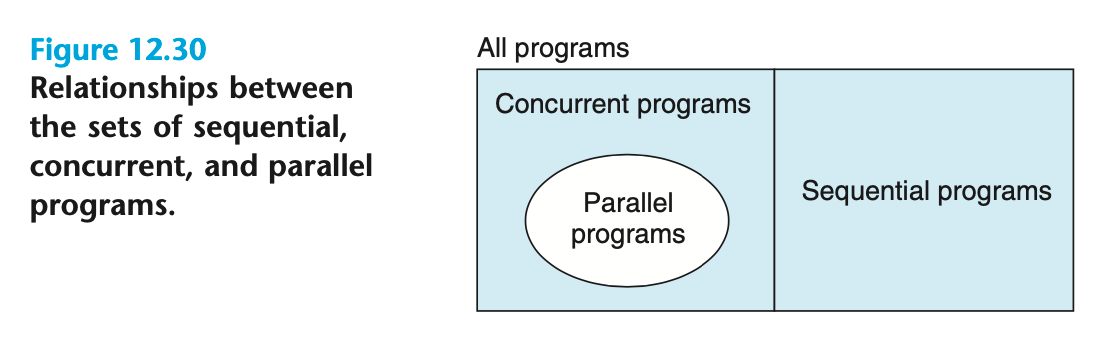 Figure 12.30
Relationships between
the sets of sequential,
concurrent, and parallel
programs.
All programs
Concurrent programs
Parallel
programs
Sequential programs